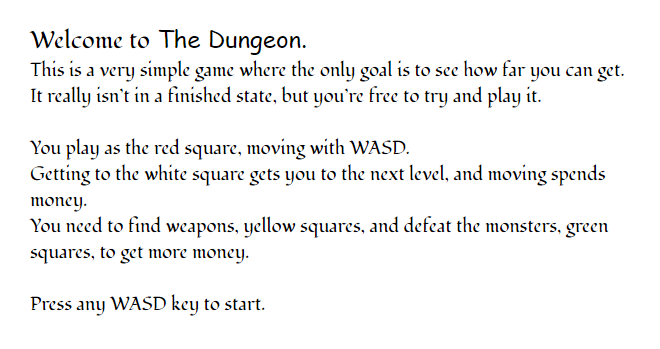 Welcome to The Dungeon.
This is a very simple game where the only goal is to see how far you can get.
It really isn't in a finished state, but you're free to try and play it.
You play as the red square, moving with WASD.
Getting to the white square gets you to the next level, and moving spends
money.
You need to find weapons, yellow squares, and defeat the monsters, green
squares, to get more money.
Press any WASD key to start.